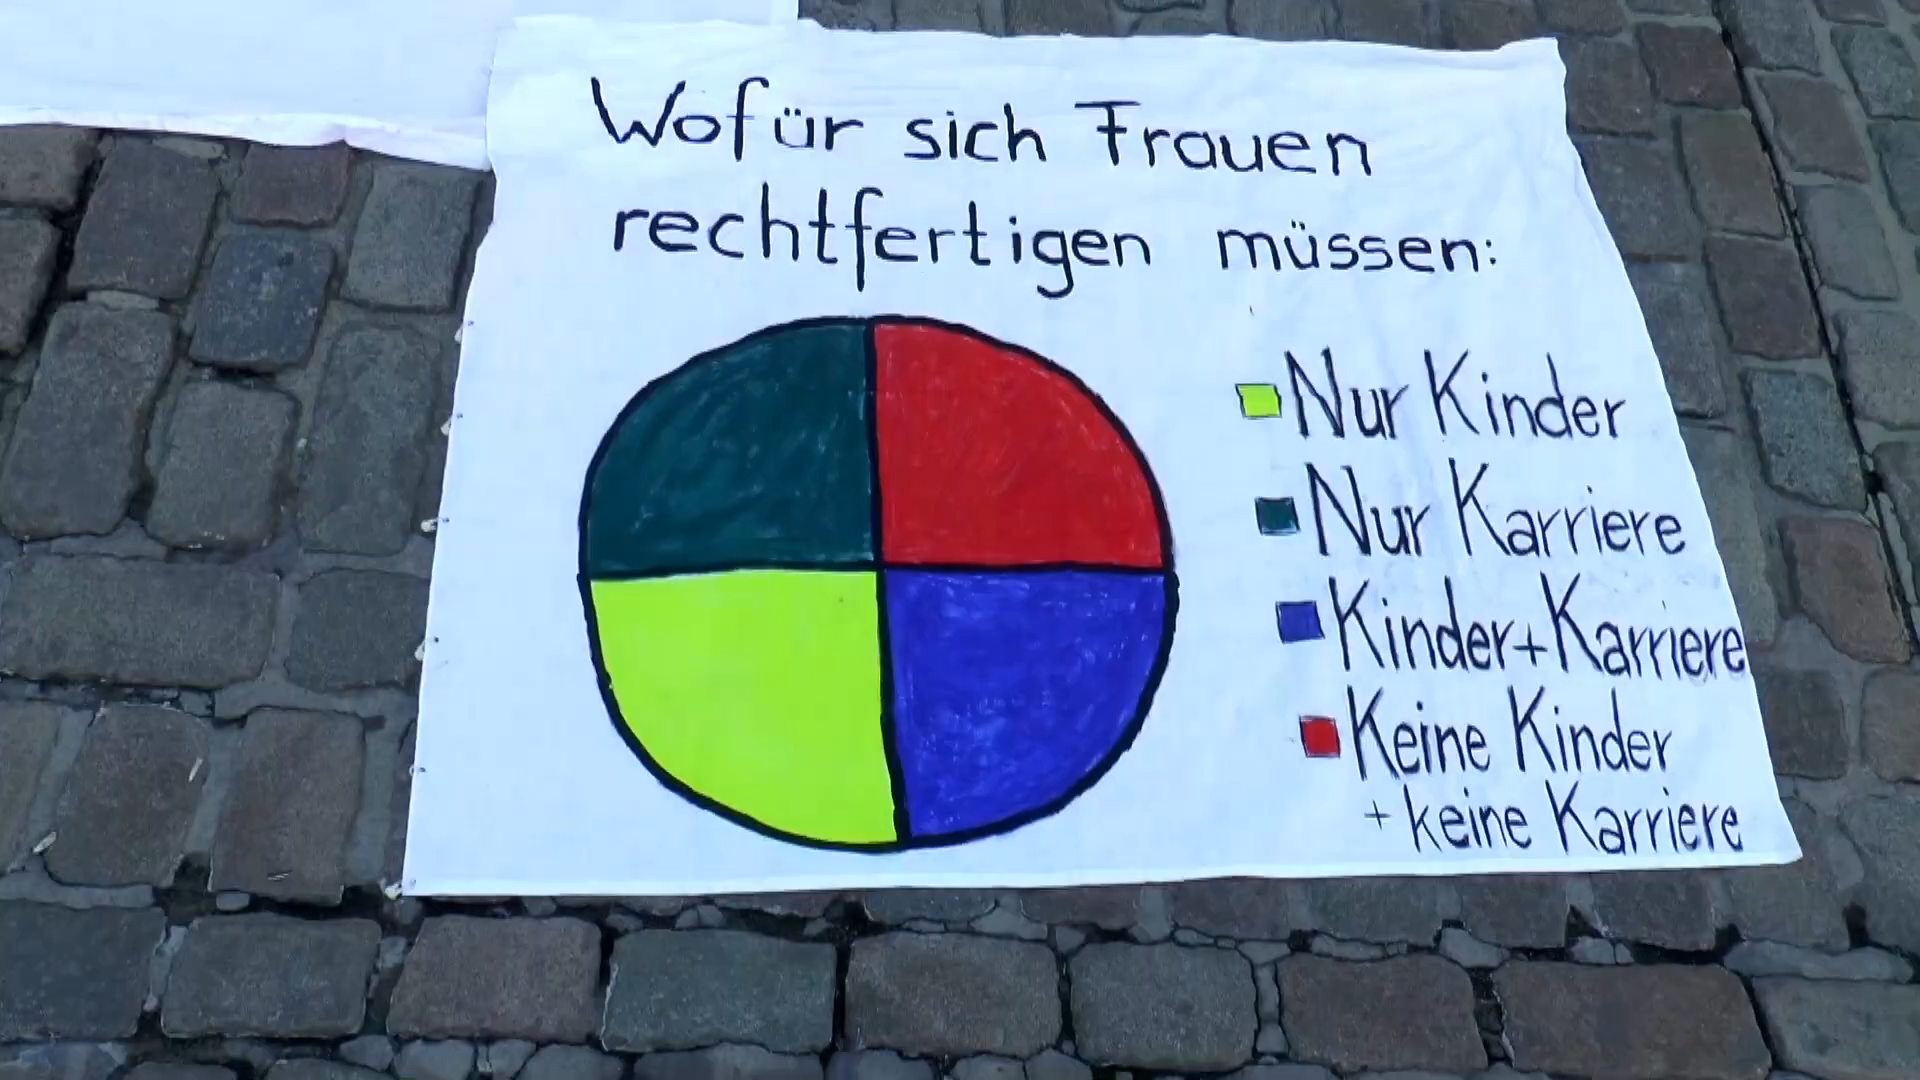 Wofür sich Frauen
rechtfertigen müssen:
Nur Kinder
Nur Karriere
Kinder+Karriere
Keine Kinder
+ keine Karriere